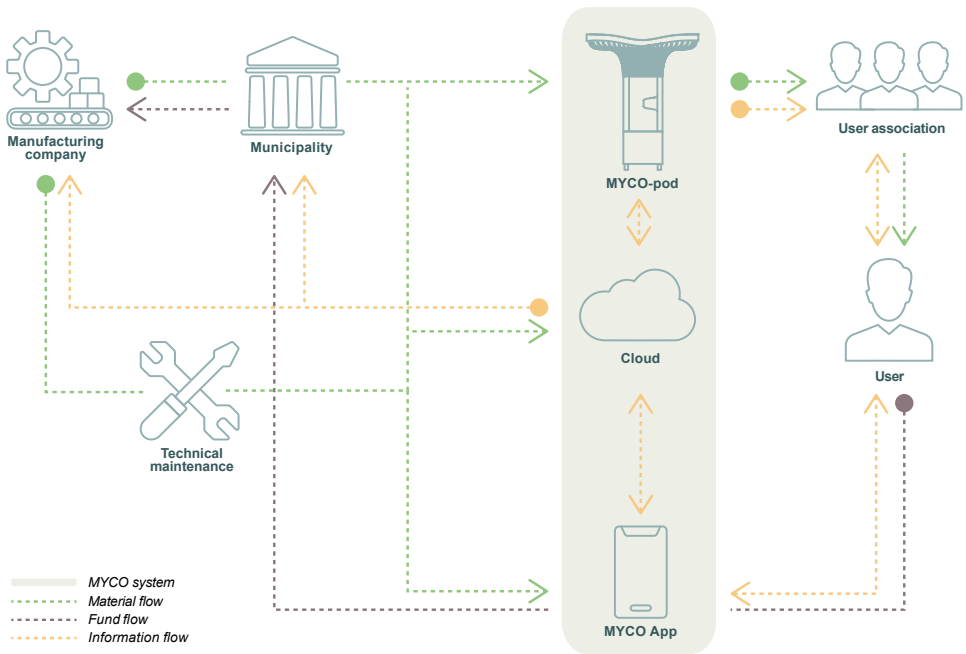 Manufacturing
company
Municipality
MYCO-pod
User association
Cloud
User
Technical
maintenance
MYCO App
MYCO system
Material flow
Fund flow
Information flow